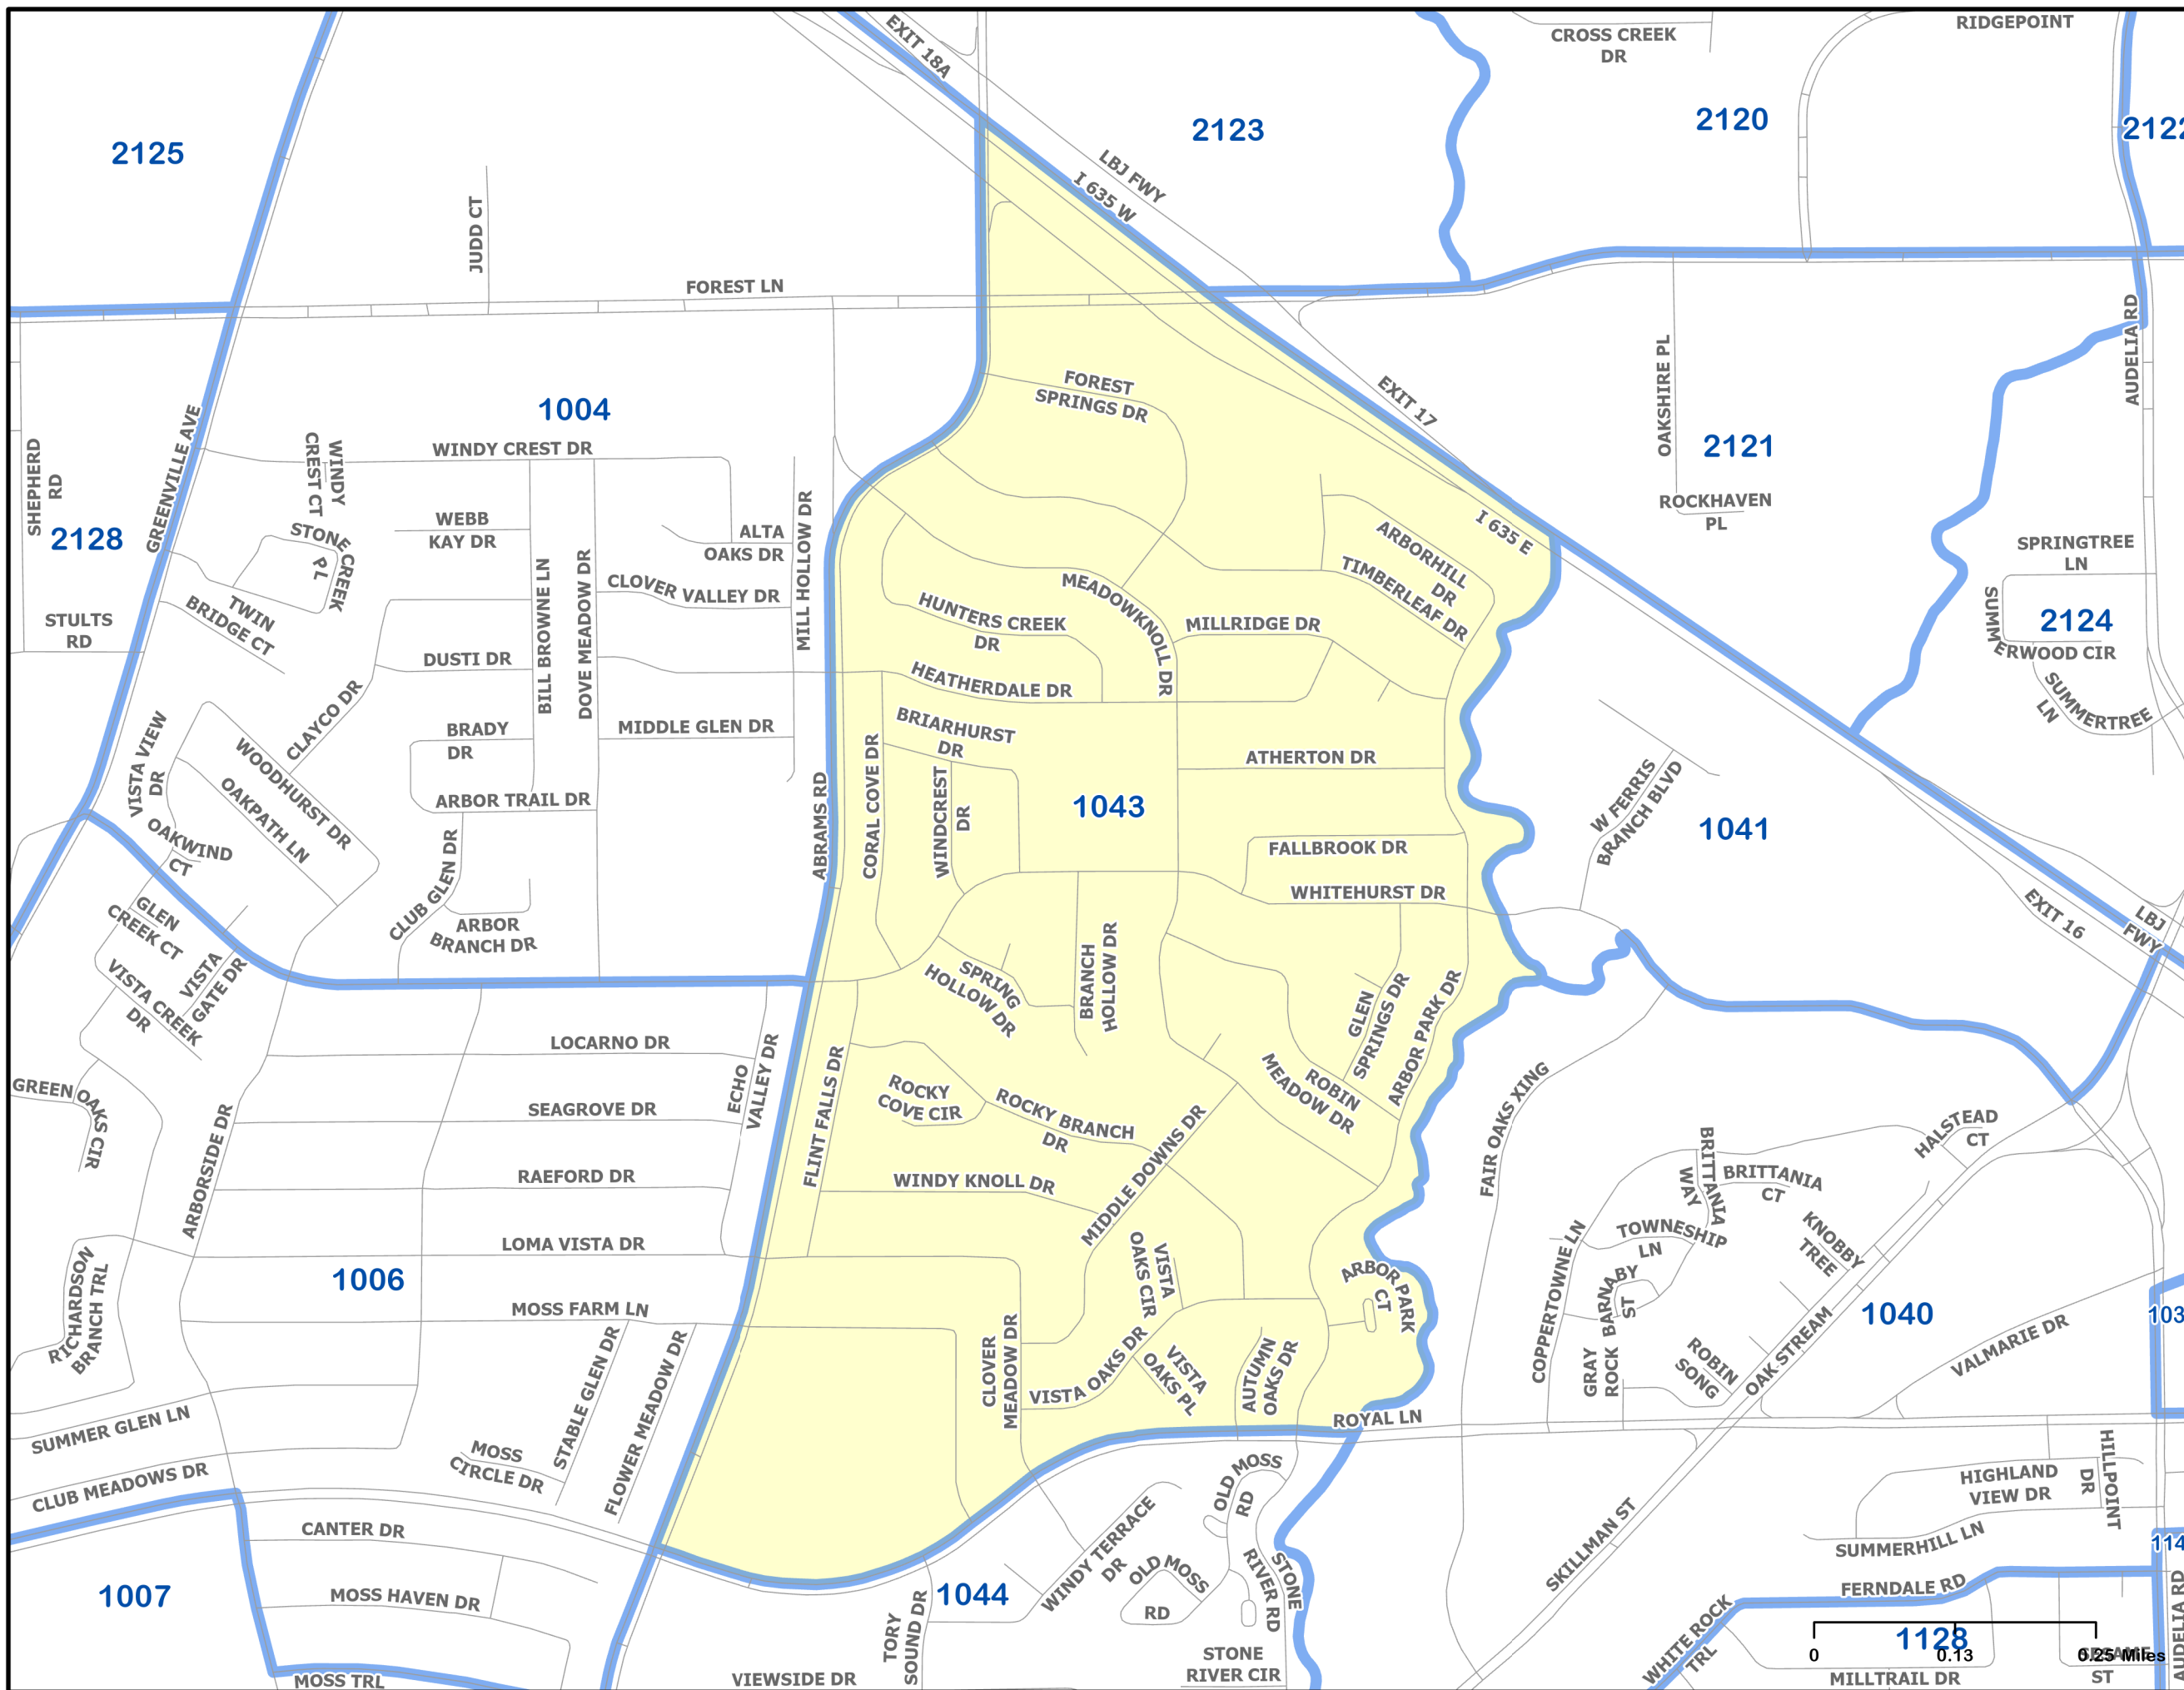 EXIT 18A
CROSS CREEK
DR
RIDGEPOINT
2125
2123
2120
2122
LBJ FWY
I 635 W
JUDD CT
FOREST LN
AUDELIA RD
FOREST
SPRINGS DR
EXIT 17
OAKSHIRE PL
1004
2121
WINDY CREST DR
WINDY
CREST CT
SHEPHERD
RD
GREENVILLE AVE
2128
ROCKHAVEN
PL
I 635 E
WEBB
KAY DR
ALTA
OAKS DR
MILL HOLLOW DR
STONE CREEK
PL
ARBORHILL
DR
TIMBERLEAF DR
SPRINGTREE
LN
BILL BROWNE LN
DOVE MEADOW DR
CLOVER VALLEY DR
MEADOWKNOLL DR
HUNTERS CREEK
DR
MILLRIDGE DR
TWIN
BRIDGE CT
STULTS
RD
2124
SUMMERWOOD CIR
DUSTI DR
HEATHERDALE DR
SUMMERTREE
LN
CLAYCO DR
BRADY
DR
MIDDLE GLEN DR
BRIARHURST
DR
VISTA VIEW
DR
WOODHURST DR
OAKPATH LN
ATHERTON DR
ABRAMS RD
CORAL COVE DR
WINDCREST
DR
1043
W FERRIS
BRANCH BLVD
1041
ARBOR TRAIL DR
OAKWIND
CT
FALLBROOK DR
CLUB GLEN DR
WHITEHURST DR
ARBOR
BRANCH DR
GLEN
CREEK CT
EXIT 16
LBJ
FWY
VISTA
GATE DR
VISTA CREEK
DR
SPRING
HOLLOW DR
BRANCH
HOLLOW DR
GLEN
SPRINGS DR
ARBOR PARK DR
LOCARNO DR
ECHO
VALLEY DR
FLINT FALLS DR
GREEN OAKS CIR
ROCKY
COVE CIR
ROCKY BRANCH
DR
ROBIN
MEADOW DR
FAIR OAKS XING
SEAGROVE DR
ARBORSIDE DR
MIDDLE DOWNS DR
HALSTEAD
CT
BRITTANIA
WAY
BRITTANIA
CT
RAEFORD DR
WINDY KNOLL DR
TOWNESHIP
LN
KNOBBY
TREE
LOMA VISTA DR
COPPERTOWNE LN
VISTA
OAKS CIR
RICHARDSON
BRANCH TRL
1006
ARBOR PARK
CT
BARNABY
ST
1040
103
MOSS FARM LN
STABLE GLEN DR
FLOWER MEADOW DR
CLOVER
MEADOW DR
VISTA OAKS DR
VISTA
OAKS PL
AUTUMN
OAKS DR
GRAY
ROCK
ROBIN
SONG
OAK STREAM
VALMARIE DR
SUMMER GLEN LN
ROYAL LN
MOSS
CIRCLE DR
CLUB MEADOWS DR
OLD MOSS
RD
HIGHLAND
VIEW DR
HILLPOINT
DR
CANTER DR
WINDY TERRACE
DR
SKILLMAN ST
SUMMERHILL LN
114
1007
MOSS HAVEN DR
1044
OLD MOSS
RD
STONE
RIVER RD
FERNDALE RD
WHITE ROCK
TRL
1128
AUDELIA RD
TORY
SOUND DR
STONE
RIVER CIR
0 0.13 0.25 Miles
SESAME
ST
MOSS TRL
VIEWSIDE DR
MILLTRAIL DR